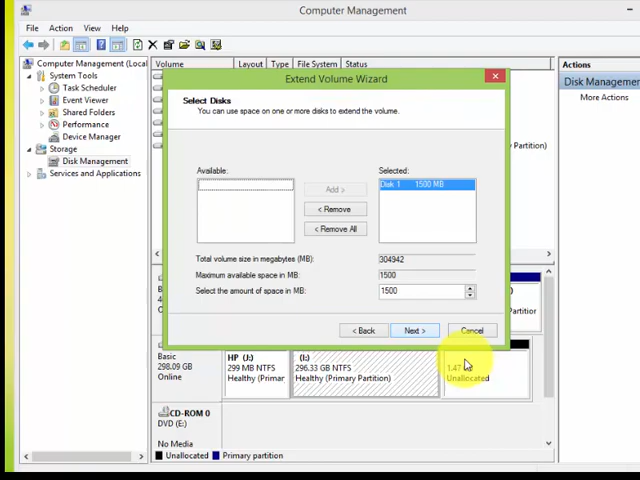 Computer Management
File Action View Help
Computer Management (Local
System Tools
Task Scheduler
Event Viewer
Shared Folders
Performance
Device Manager
Storage
Disk Management
Services and Applications
Volume Layout Type File System Status
Actions
Disk Management
More Actions
Extend Volume Wizard
Select Disks
You can use space on one or more disks to extend the volume.
Available:
Selected:
Disk 1 1500 MB
Add >
< Remove
< Remove All
Total volume size in megabytes (MB): 304942
Maximum available space in MB: 1500
Select the amount of space in MB: 1500
< Back Next > Cancel
Partition)
Partitior
Basic
298.09 GB
Online
HP (J:)
299 MB NTFS
Healthy (Primar
(I:)
296.33 GB NTFS
Healthy (Primary Partition)
1.47
Unallocated
CD-ROM 0
DVD (E:)
No Media
Unallocated Primary partition